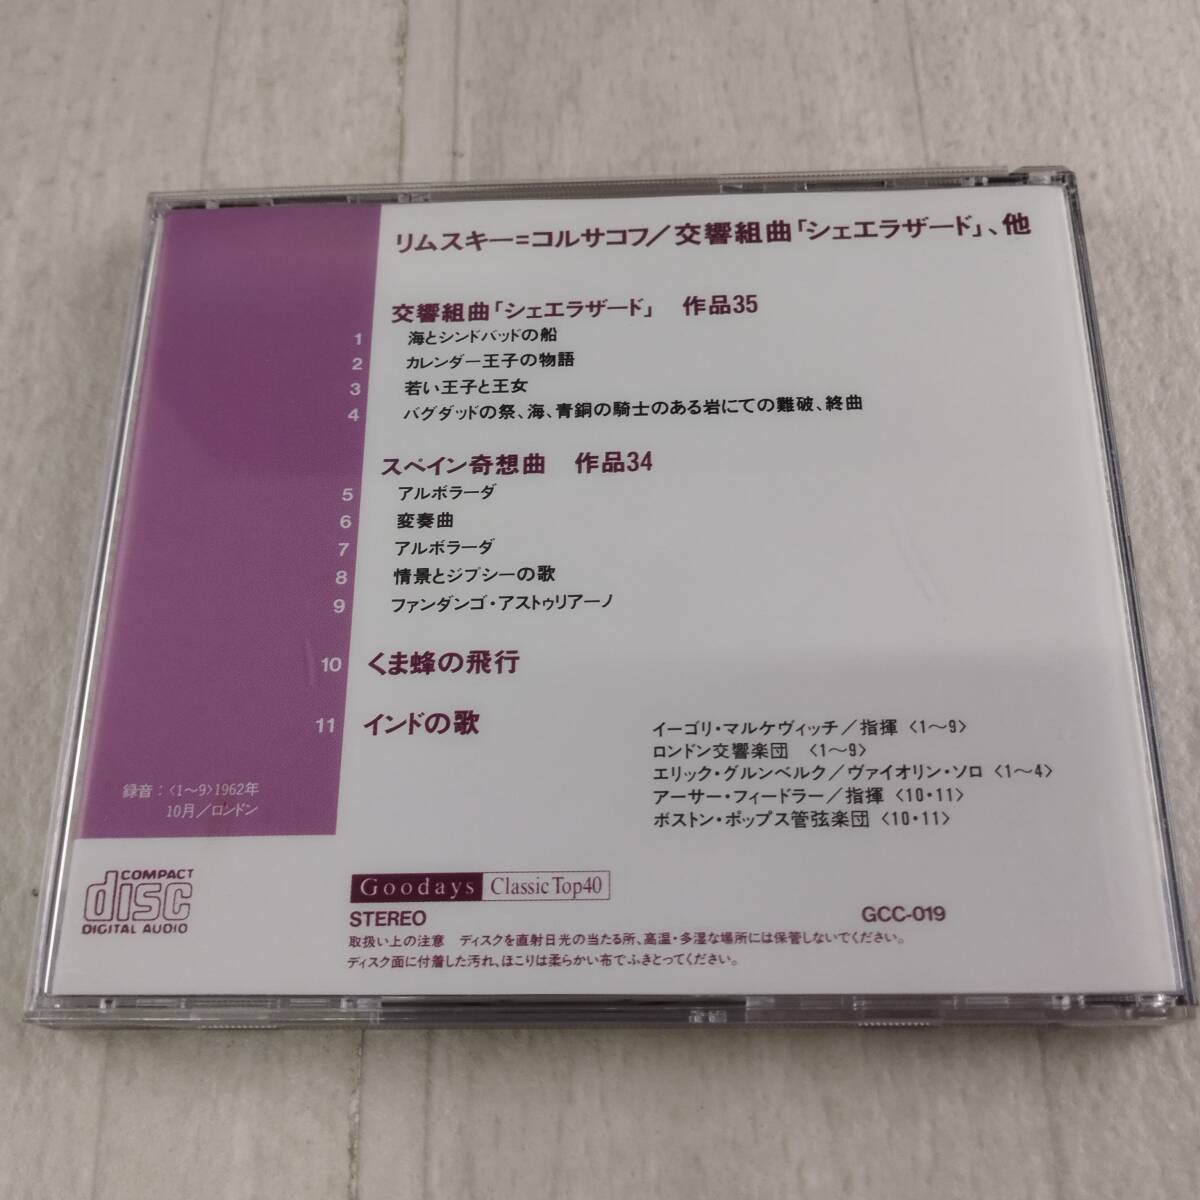 リムスキー=コルサコフ／交響組曲「シェエラザード」、他
交響組曲「シェエラザード」 作品35
1 海とシンドバッドの船
2 カレンダー王子の物語
3 若い王子と王女
4 バグダッドの祭、海、青銅の騎士のある岩にての難破、終曲
スペイン奇想曲 作品34
5 アルボラーダ
6 変奏曲
7 アルボラーダ
8 情景とジプシーの歌
9 ファンダンゴ・アストゥリアーノ
10 くま蜂の飛行
11 インドの歌
イーゴリ・マルケヴィッチ／指揮〈1〜9〉
ロンドン交響楽団 〈1〜9〉
エリック・グルンベルク／ヴァイオリン・ソロ〈1〜4〉
アーサー・フィードラー／指揮〈10・11〉
ボストン・ポップス管弦楽団〈10・11〉
録音：〈1〜9〉1962年
10月／ロンドン
COMPACT
disc
DIGITAL AUDIO
Goodays Classic Top40
STEREO
GCC-019
取扱い上の注意 ディスクを直射日光の当たる所、高温・多湿な場所には保管しないでください。
ディスク面に付着した汚れ、ほこりは柔らかい布でふきとってください。